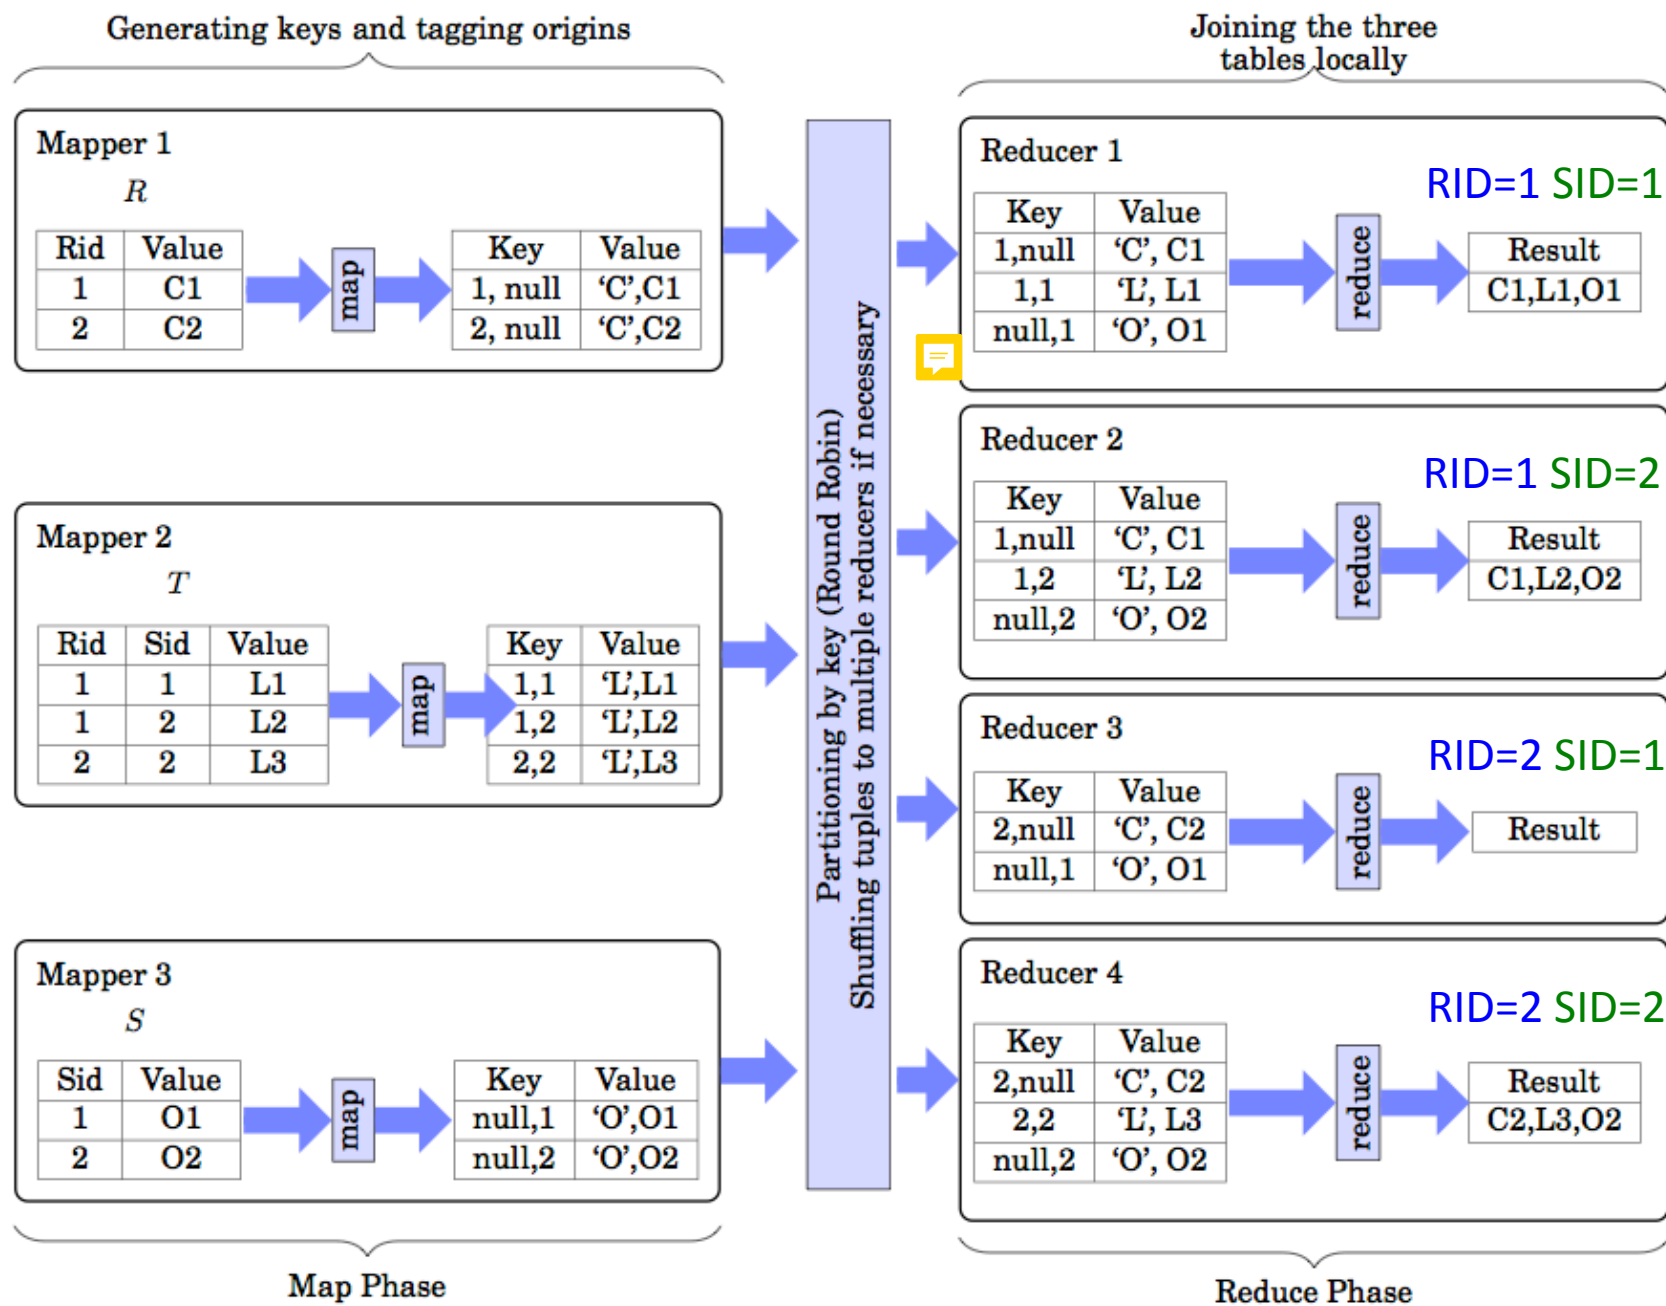 Generating keys and tagging origins
Mapper 1
R
Rid Value
1 C1
2 C2
map
Key Value
1, null ‘C’,C1
2, null ‘C’,C2
Mapper 2
T
Rid Sid Value
1 1 L1
1 2 L2
2 2 L3
map
Key Value
1,1 ‘L’,L1
1,2 ‘L’,L2
2,2 ‘L’,L3
Mapper 3
S
Sid Value
1 O1
2 O2
map
Key Value
null,1 ‘O’,O1
null,2 ‘O’,O2
Map Phase
Partitioning by key (Round Robin)
Shuffling tuples to multiple reducers if necessary
Joining the three
tables locally
Reducer 1
RID=1 SID=1
Key Value
1,null ‘C’, C1
1,1 ‘L’, L1
null,1 ‘O’, O1
reduce
Result
C1,L1,O1
Reducer 2
RID=1 SID=2
Key Value
1,null ‘C’, C1
1,2 ‘L’, L2
null,2 ‘O’, O2
reduce
Result
C1,L2,O2
Reducer 3
RID=2 SID=1
Key Value
2,null ‘C’, C2
null,1 ‘O’, O1
reduce
Result
Reducer 4
RID=2 SID=2
Key Value
2,null ‘C’, C2
2,2 ‘L’, L3
null,2 ‘O’, O2
reduce
Result
C2,L3,O2
Reduce Phase